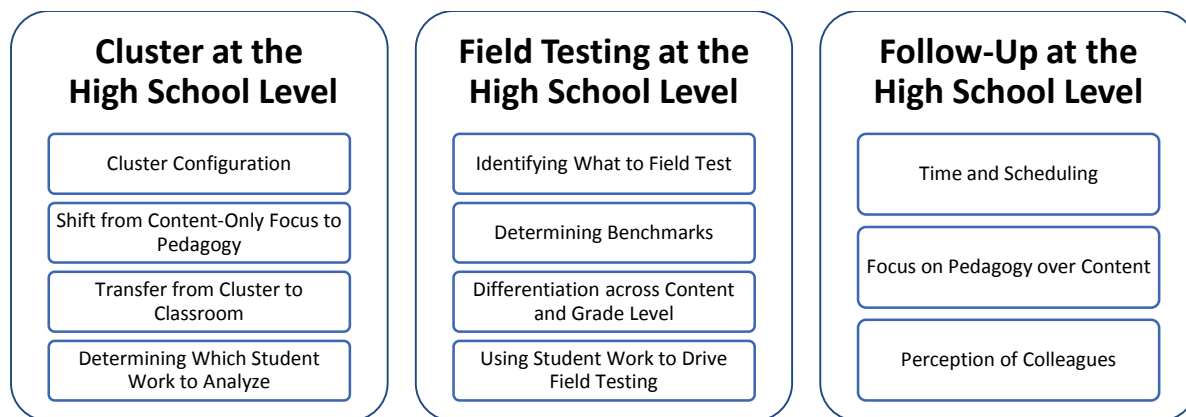 Cluster at the
High School Level
Cluster Configuration
Shift from Content-Only Focus to
Pedagogy
Transfer from Cluster to
Classroom
Determining Which Student
Work to Analyze
Field Testing at the
High School Level
Identifying What to Field Test
Determining Benchmarks
Differentiation across Content
and Grade Level
Using Student Work to Drive
Field Testing
Follow-Up at the
High School Level
Time and Scheduling
Focus on Pedagogy over Content
Perception of Colleagues